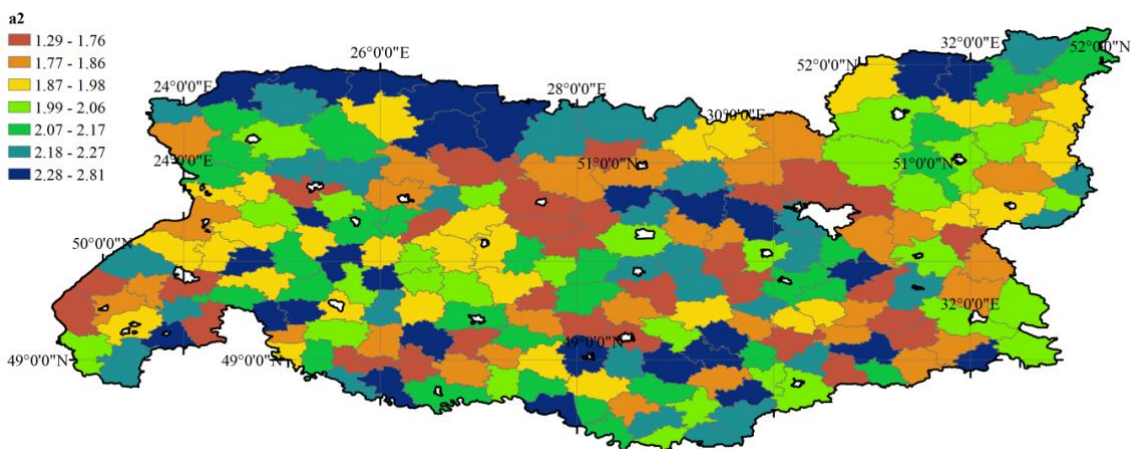 a2
1.29 - 1.76
1.77 - 1.86
1.87 - 1.98
1.99 - 2.06
2.07 - 2.17
2.18 - 2.27
2.28 - 2.81
26°0'0"E
32°0'0"E
52°0'0"N
52°0'0"N
24°0'0"E
28°0'0"E
30°0'0"E
24°0'0"E
51°0'0"N
51°0'0"N
50°0'0"N
32°0'0"E
49°0'0"N
49°0'0"N
49°0'0"N